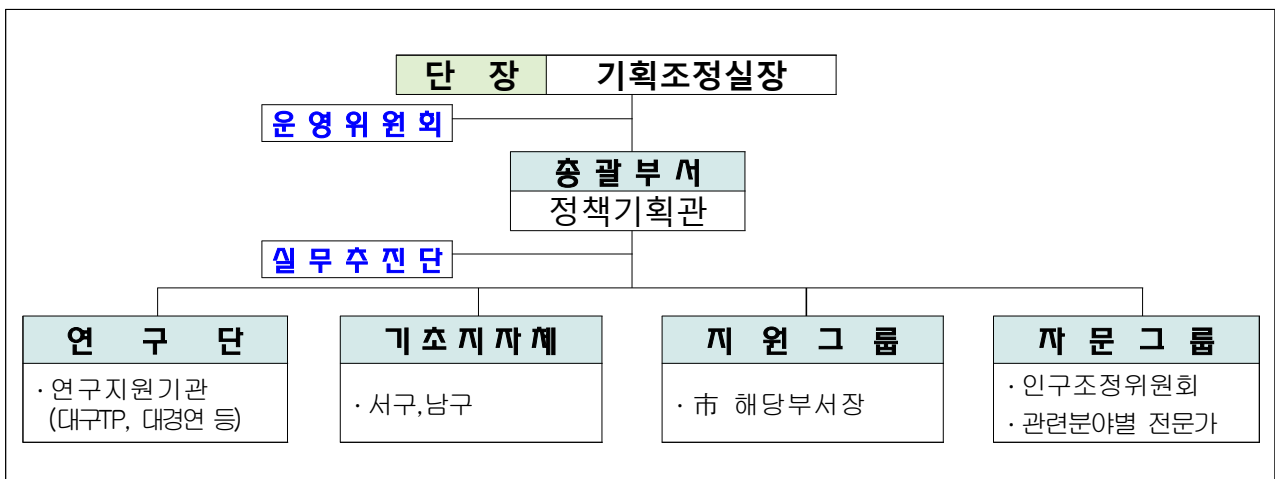 단 장 기획조정실장
운영위원회
총괄부서
정책기획관
실무추진단
연 구 단
· 연구지원기관
(대구TP, 대경연 등)
기초지자체
· 서구,남구
지원그룹
· 市 해당부서장
자문그룹
· 인구조정위원회
· 관련분야별 전문가